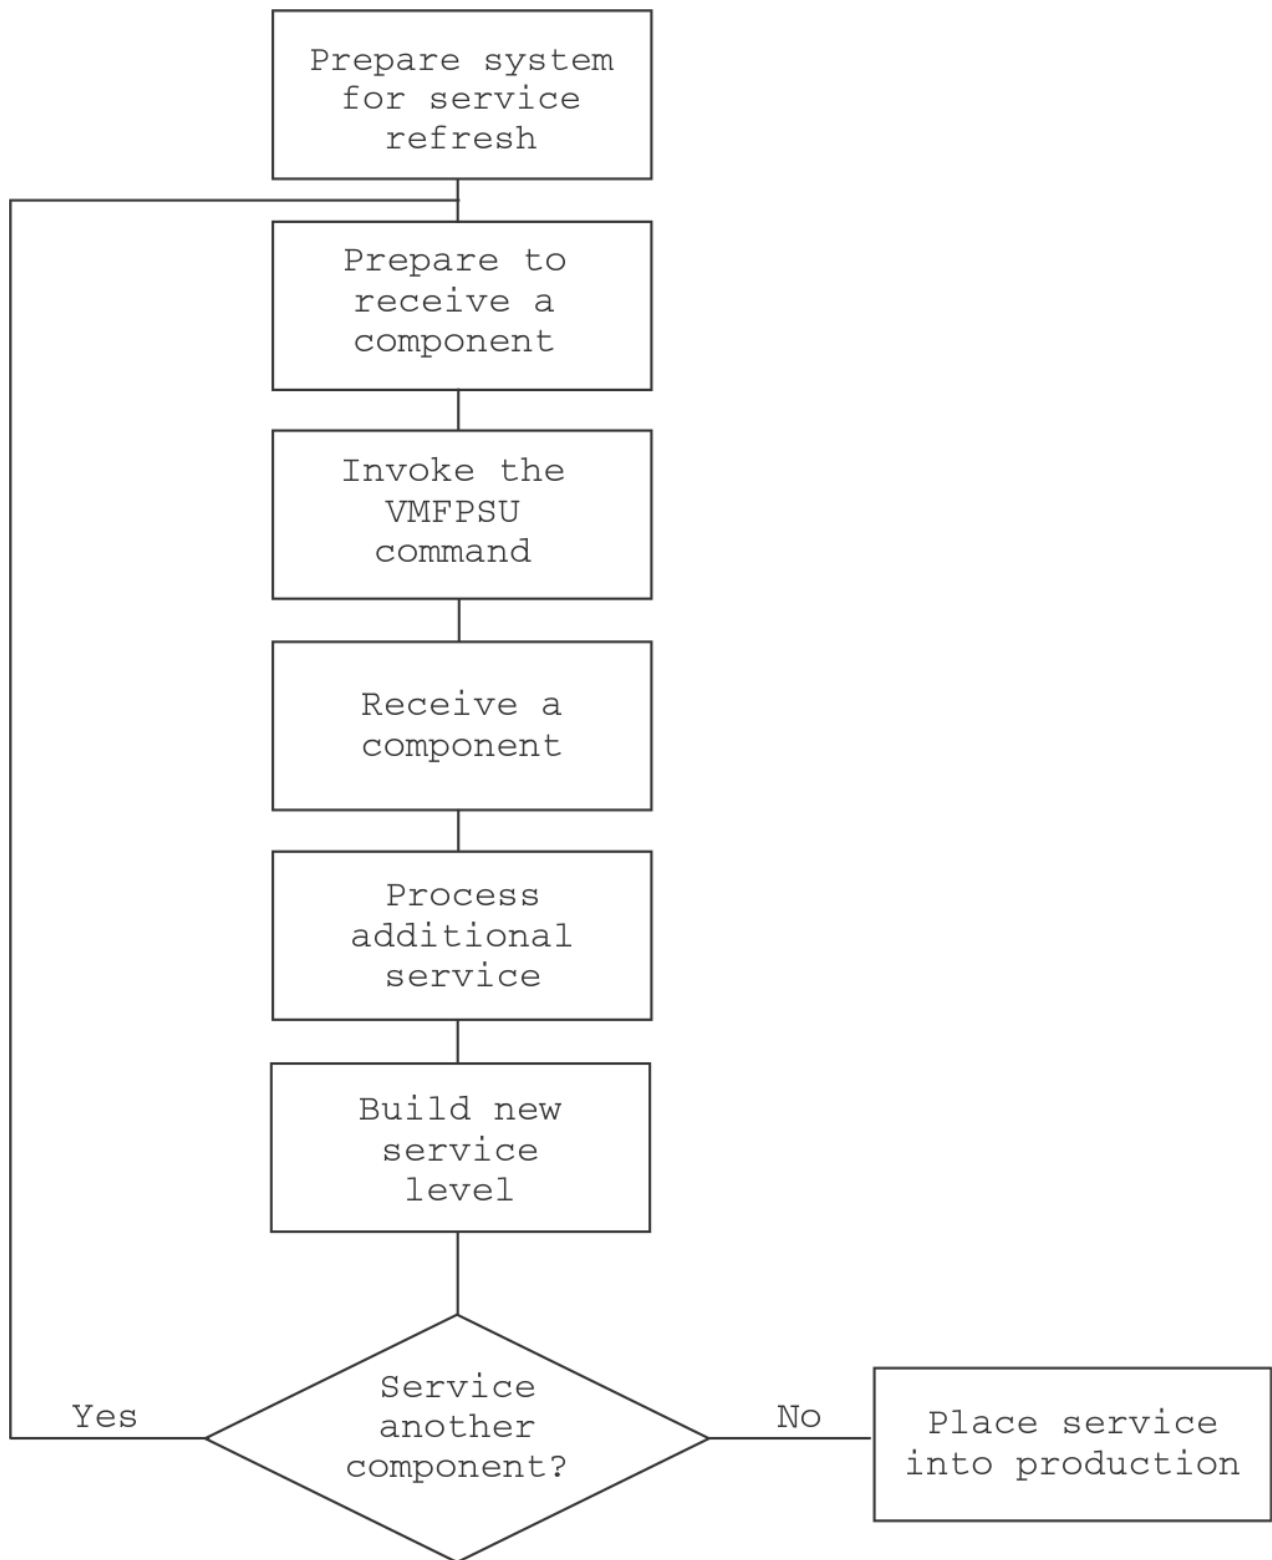 Prepare system
for service
refresh
Prepare to
receive a
component
Invoke the
VMFPSU
command
Receive a
component
Process
additional
service
Build new
service
level
Service
another
component?
Yes
No
Place service
into production